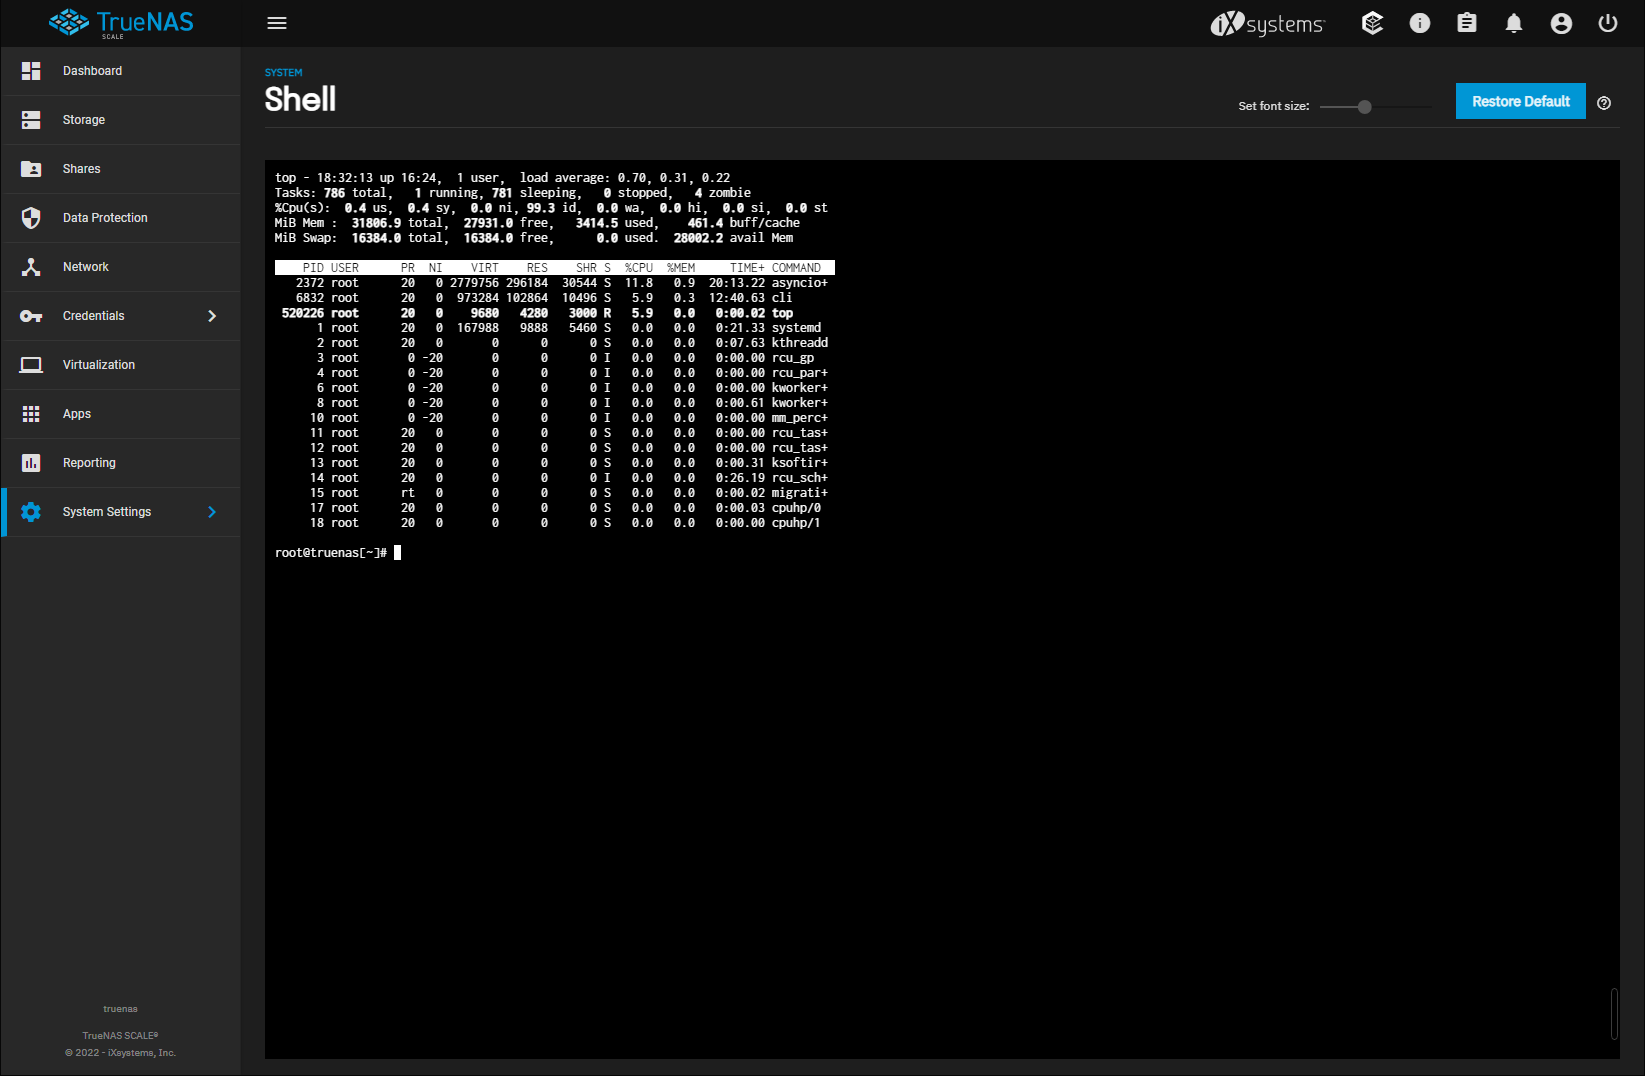 TrueNAS
SCALE
iXsystems
Dashboard
Storage
Shares
Data Protection
Network
Credentials
Virtualization
Apps
Reporting
System Settings
truenas
TrueNAS SCALE®
© 2022 - iXsystems, Inc.
SYSTEM
Shell
Set font size:
Restore Default
top - 18:32:13 up 16:24,  1 user,  load average: 0.70, 0.31, 0.22
Tasks: 786 total,   1 running, 781 sleeping,   0 stopped,   4 zombie
%Cpu(s):  0.4 us,  0.4 sy,  0.0 ni, 99.3 id,  0.0 wa,  0.0 hi,  0.0 si,  0.0 st
MiB Mem :  31806.9 total,  27931.0 free,   3414.5 used,    461.4 buff/cache
MiB Swap:  16384.0 total,  16384.0 free,      0.0 used.  28002.2 avail Mem
PID USER      PR  NI    VIRT    RES    SHR S  %CPU  %MEM     TIME+ COMMAND
2372 root      20   0 2779756 296184  30544 S  11.8   0.9  20:13.22 asyncio+
6832 root      20   0  973284 102864  10496 S   5.9   0.3  12:40.63 cli
520226 root      20   0    9680   4280   3000 R   5.9   0.0   0:00.02 top
1 root      20   0  167988   9888   5460 S   0.0   0.0   0:21.33 systemd
2 root      20   0       0      0      0 S   0.0   0.0   0:07.63 kthreadd
3 root       0 -20       0      0      0 I   0.0   0.0   0:00.00 rcu_gp
4 root       0 -20       0      0      0 I   0.0   0.0   0:00.00 rcu_par+
6 root       0 -20       0      0      0 I   0.0   0.0   0:00.00 kworker+
8 root       0 -20       0      0      0 I   0.0   0.0   0:00.61 kworker+
10 root       0 -20       0      0      0 I   0.0   0.0   0:00.00 mm_perc+
11 root      20   0       0      0      0 S   0.0   0.0   0:00.00 rcu_tas+
12 root      20   0       0      0      0 S   0.0   0.0   0:00.00 rcu_tas+
13 root      20   0       0      0      0 S   0.0   0.0   0:00.31 ksoftir+
14 root      20   0       0      0      0 I   0.0   0.0   0:26.19 rcu_sch+
15 root      rt   0       0      0      0 S   0.0   0.0   0:00.02 migrati+
17 root      20   0       0      0      0 S   0.0   0.0   0:00.03 cpuhp/0
18 root      20   0       0      0      0 S   0.0   0.0   0:00.00 cpuhp/1
root@truenas[~]#